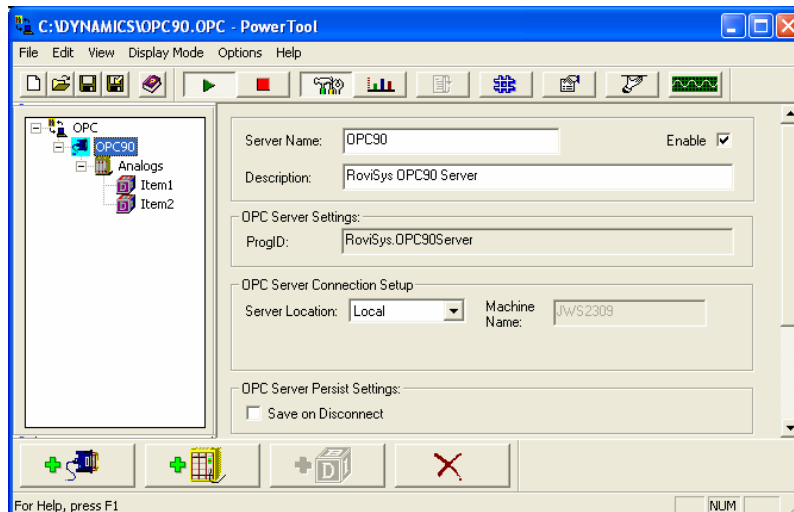 C:\DYNAMICS\OPC90.OPC - PowerTool
File Edit View Display Mode Options Help
OPC
OPC90
Analogs
Item1
Item2
Server Name: OPC90 Enable
Description: RoviSys OPC90 Server
OPC Server Settings:
ProgID: RoviSys.OPC90Server
OPC Server Connection Setup
Server Location: Local Machine Name: JWS2309
OPC Server Persist Settings:
Save on Disconnect
D
For Help, press F1 NUM